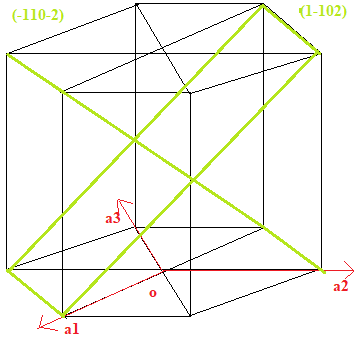 (-110-2)
(1-102)
a3
o
a2
a1